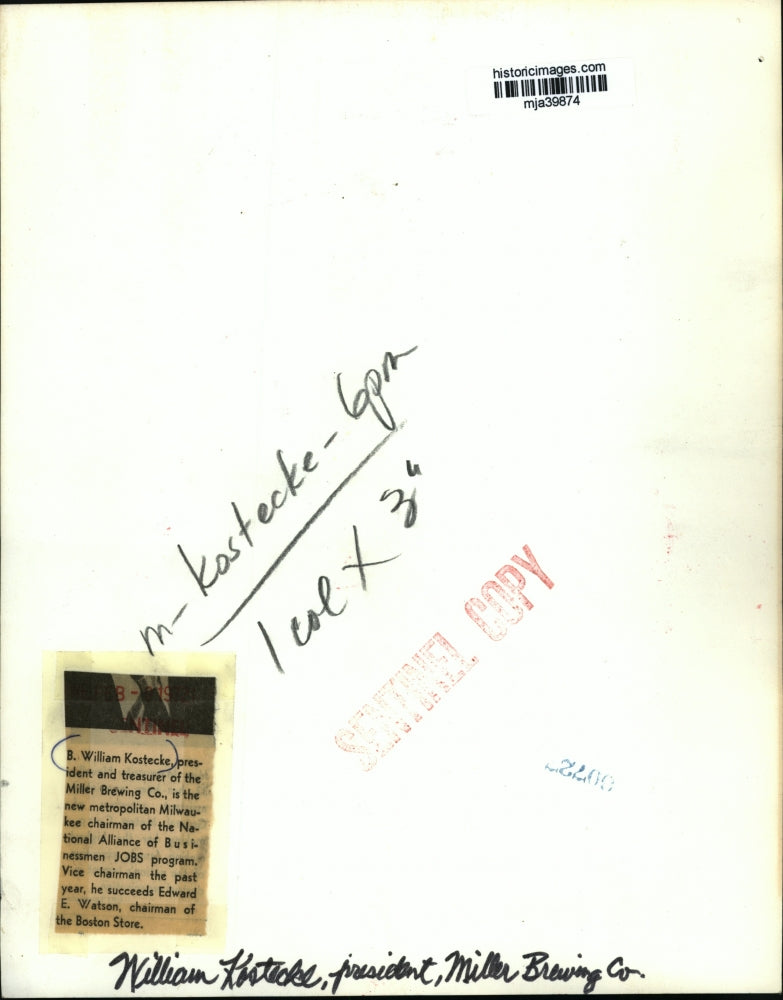 historicimages.com
mja39874
m- Kostecke - 6pm
1 col X 3"
SENTINEL COPY
SENTINEL
B. William Kostecke, pres-
ident and treasurer of the
Miller Brewing Co., is the
new metropolitan Milwau-
kee chairman of the Na-
tional Alliance of Busi-
nessmen JOBS program.
Vice chairman the past
year, he succeeds Edward
E. Watson, chairman of
the Boston Store.
William Kostecke, president, Miller Brewing Co.